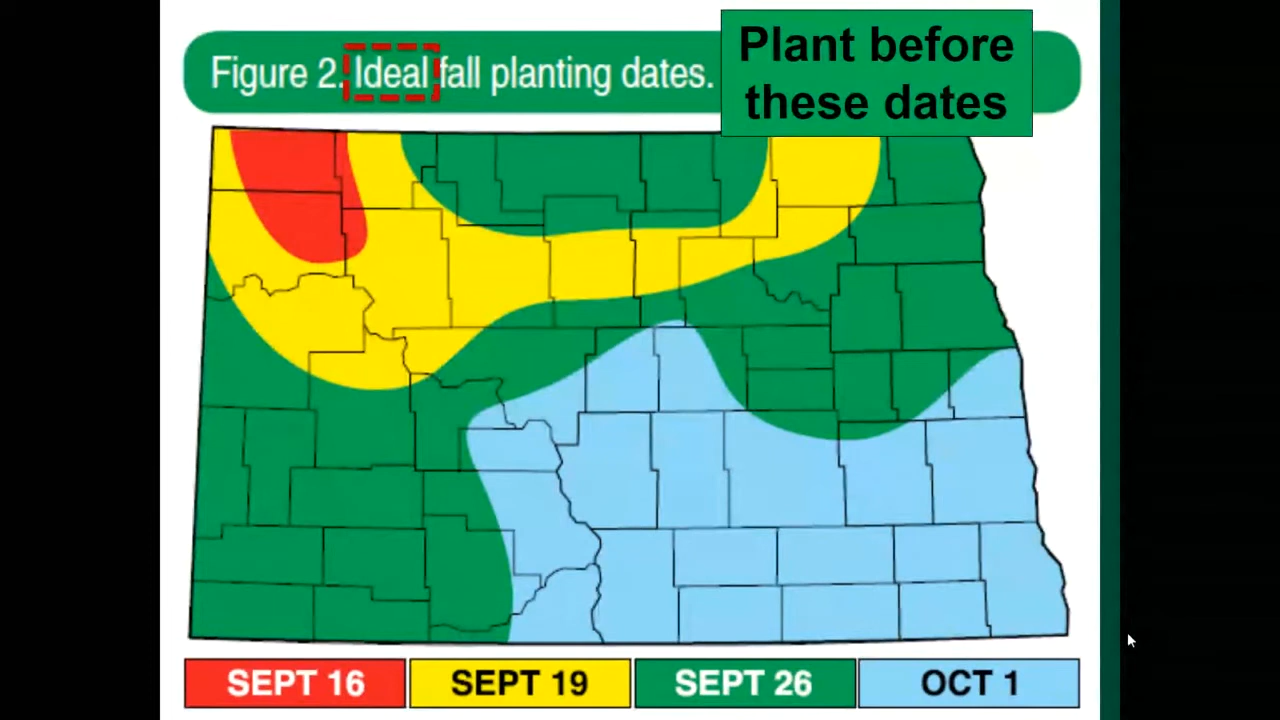 Figure 2. Ideal fall planting dates.
Plant before
these dates
SEPT 16
SEPT 19
SEPT 26
OCT 1